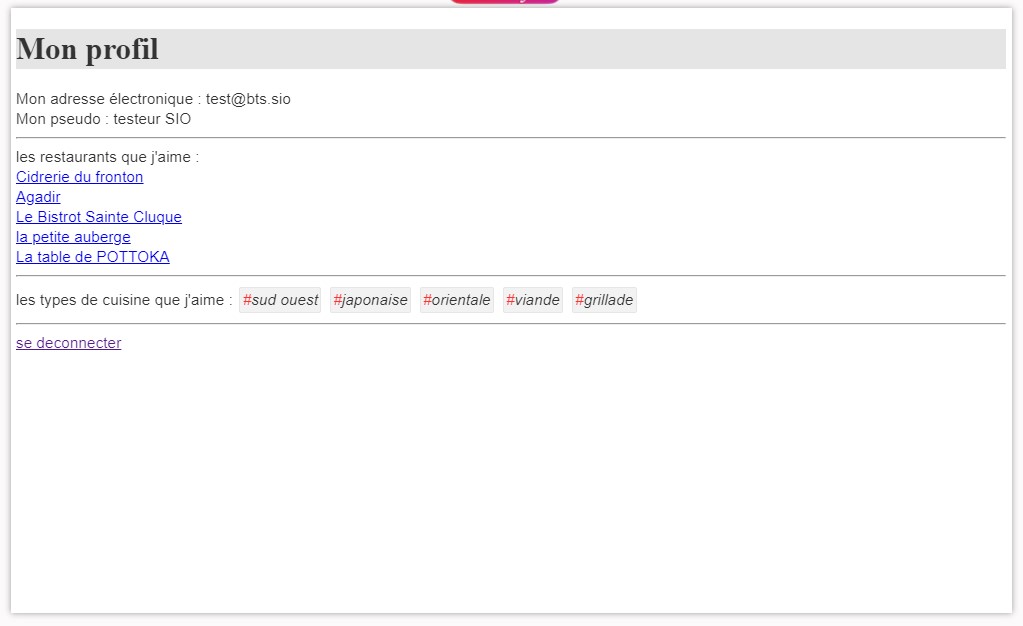 Mon profil
Mon adresse électronique : test@bts.sio
Mon pseudo : testeur SIO
les restaurants que j'aime :
Cidrerie du fronton
Agadir
Le Bistrot Sainte Cluque
la petite auberge
La table de POTTOKA
les types de cuisine que j'aime : #sud ouest #japonaise #orientale #viande #grillade
se deconnecter